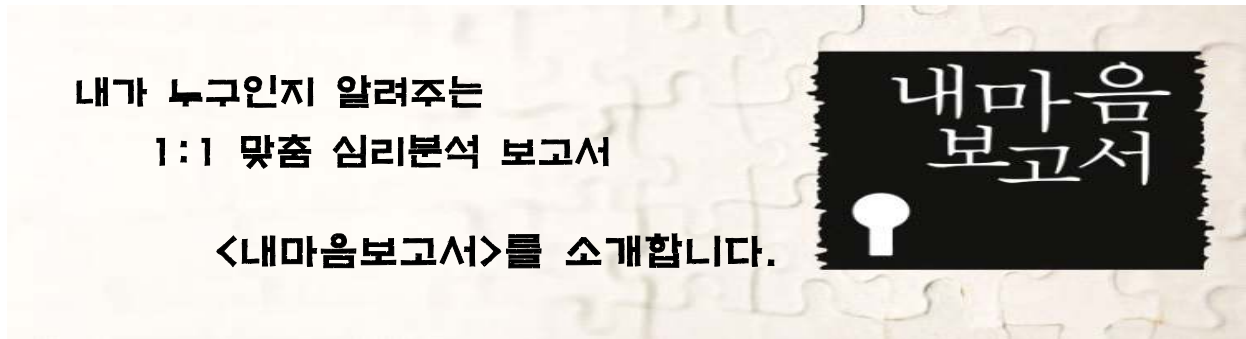 내가 누구인지 알려주는
1:1 맞춤 심리분석 보고서
<내마음보고서>를 소개합니다.
내마음
보고서